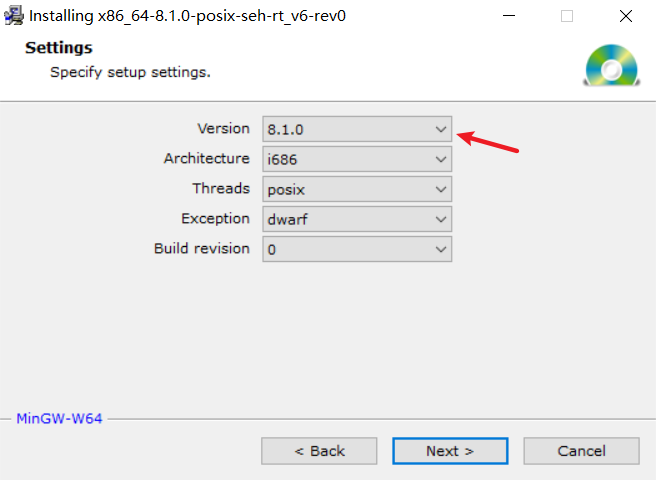 Installing x86_64-8.1.0-posix-seh-rt_v6-rev0
Settings
Specify setup settings.
Version 8.1.0
Architecture i686
Threads posix
Exception dwarf
Build revision 0
MinGW-W64
< Back Next > Cancel